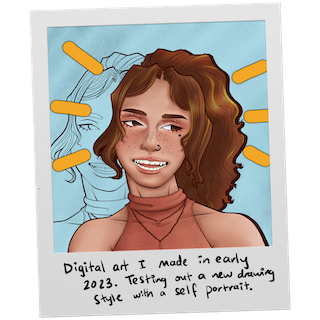 Digital art I made in early
2023. Testing out a new drawing
style with a self portrait.